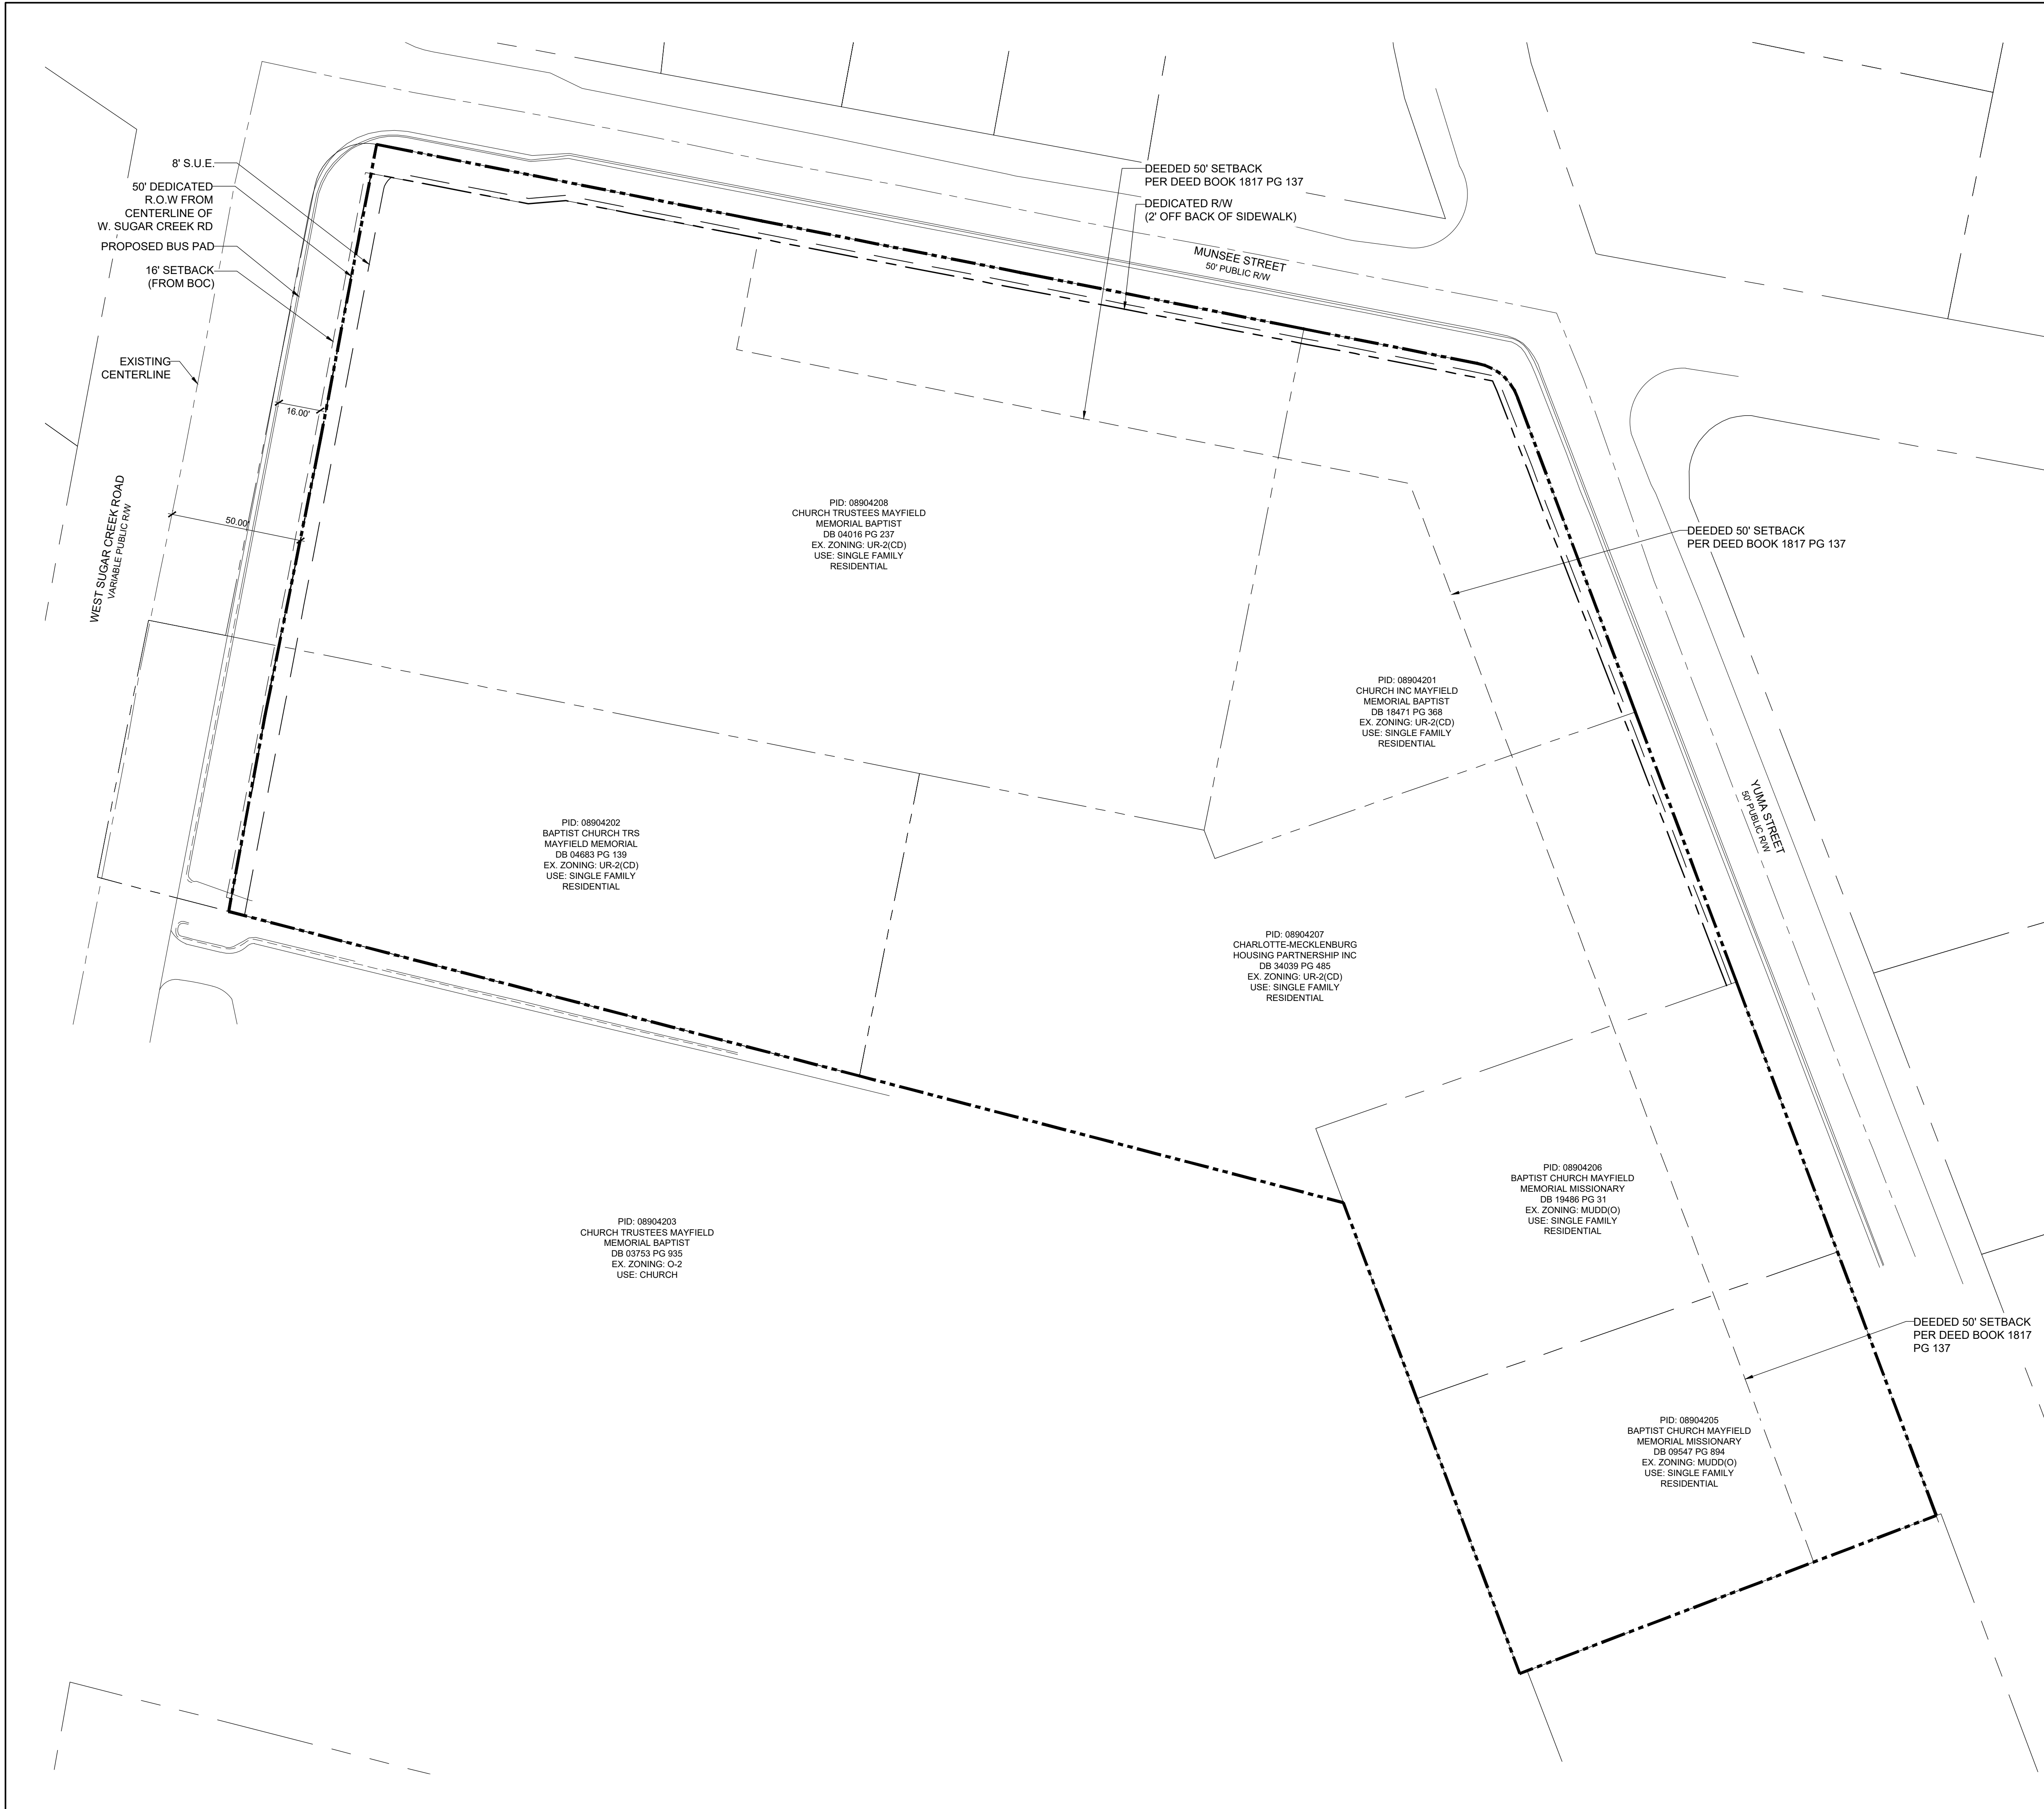 8' S.U.E.
50' DEDICATED
R.O.W FROM
CENTERLINE OF
W. SUGAR CREEK RD
PROPOSED BUS PAD
16' SETBACK
(FROM BOC)
EXISTING
CENTERLINE
16.00'
50.00'
WEST SUGAR CREEK ROAD
VARIABLE PUBLIC R/W
DEEDED 50' SETBACK
PER DEED BOOK 1817 PG 137
DEDICATED R/W
(2' OFF BACK OF SIDEWALK)
MUNSEE STREET
50' PUBLIC R/W
PID: 08904208
CHURCH TRUSTEES MAYFIELD
MEMORIAL BAPTIST
DB 04016 PG 237
EX. ZONING: UR-2(CD)
USE: SINGLE FAMILY
RESIDENTIAL
DEEDED 50' SETBACK
PER DEED BOOK 1817 PG 137
PID: 08904201
CHURCH INC MAYFIELD
MEMORIAL BAPTIST
DB 18471 PG 368
EX. ZONING: UR-2(CD)
USE: SINGLE FAMILY
RESIDENTIAL
YUMA STREET
50' PUBLIC R/W
PID: 08904202
BAPTIST CHURCH TRS
MAYFIELD MEMORIAL
DB 04683 PG 139
EX. ZONING: UR-2(CD)
USE: SINGLE FAMILY
RESIDENTIAL
PID: 08904207
CHARLOTTE-MECKLENBURG
HOUSING PARTNERSHIP INC
DB 34039 PG 485
EX. ZONING: UR-2(CD)
USE: SINGLE FAMILY
RESIDENTIAL
PID: 08904206
BAPTIST CHURCH MAYFIELD
MEMORIAL MISSIONARY
DB 19486 PG 31
EX. ZONING: MUDD(O)
USE: SINGLE FAMILY
RESIDENTIAL
PID: 08904203
CHURCH TRUSTEES MAYFIELD
MEMORIAL BAPTIST
DB 03753 PG 935
EX. ZONING: O-2
USE: CHURCH
DEEDED 50' SETBACK
PER DEED BOOK 1817
PG 137
PID: 08904205
BAPTIST CHURCH MAYFIELD
MEMORIAL MISSIONARY
DB 09547 PG 894
EX. ZONING: MUDD(O)
USE: SINGLE FAMILY
RESIDENTIAL